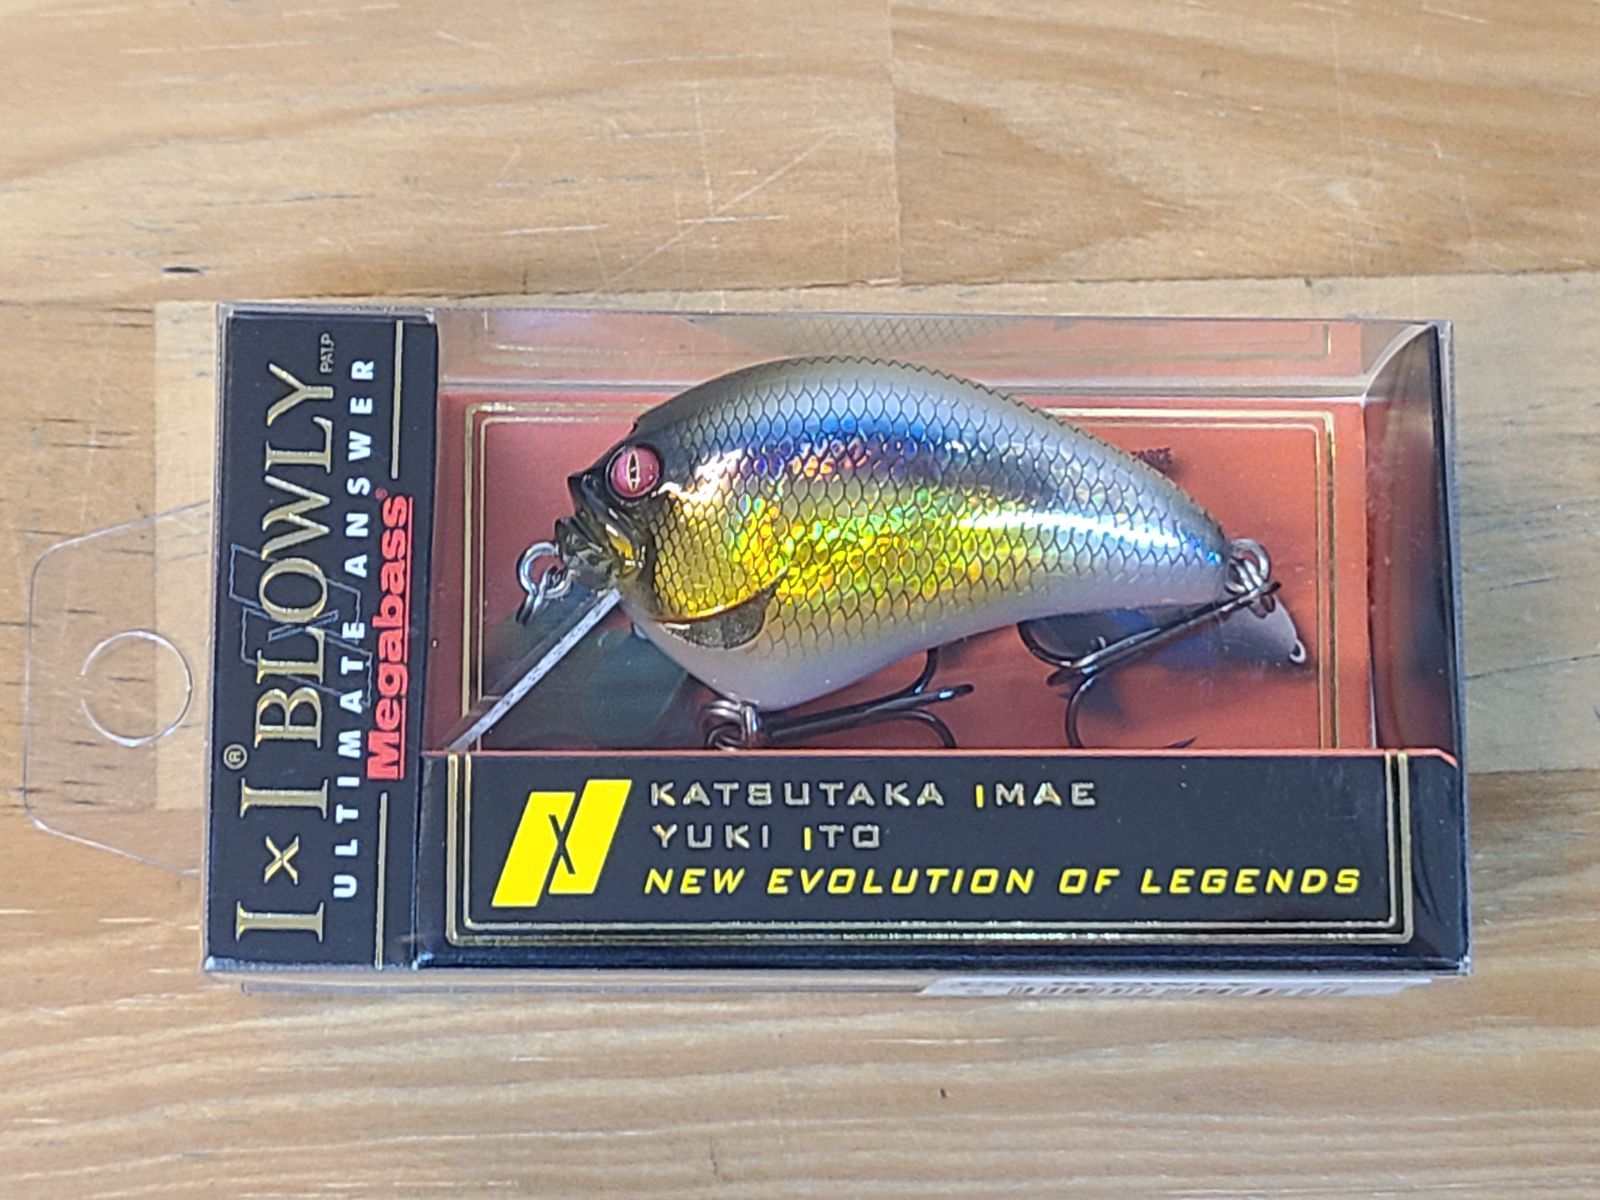 I x I BLOWLY PAT.P
®
ULTIMATE ANSWER
Megabass®
KATSUTAKA IMAE
YUKI ITO
NEW EVOLUTION OF LEGENDS